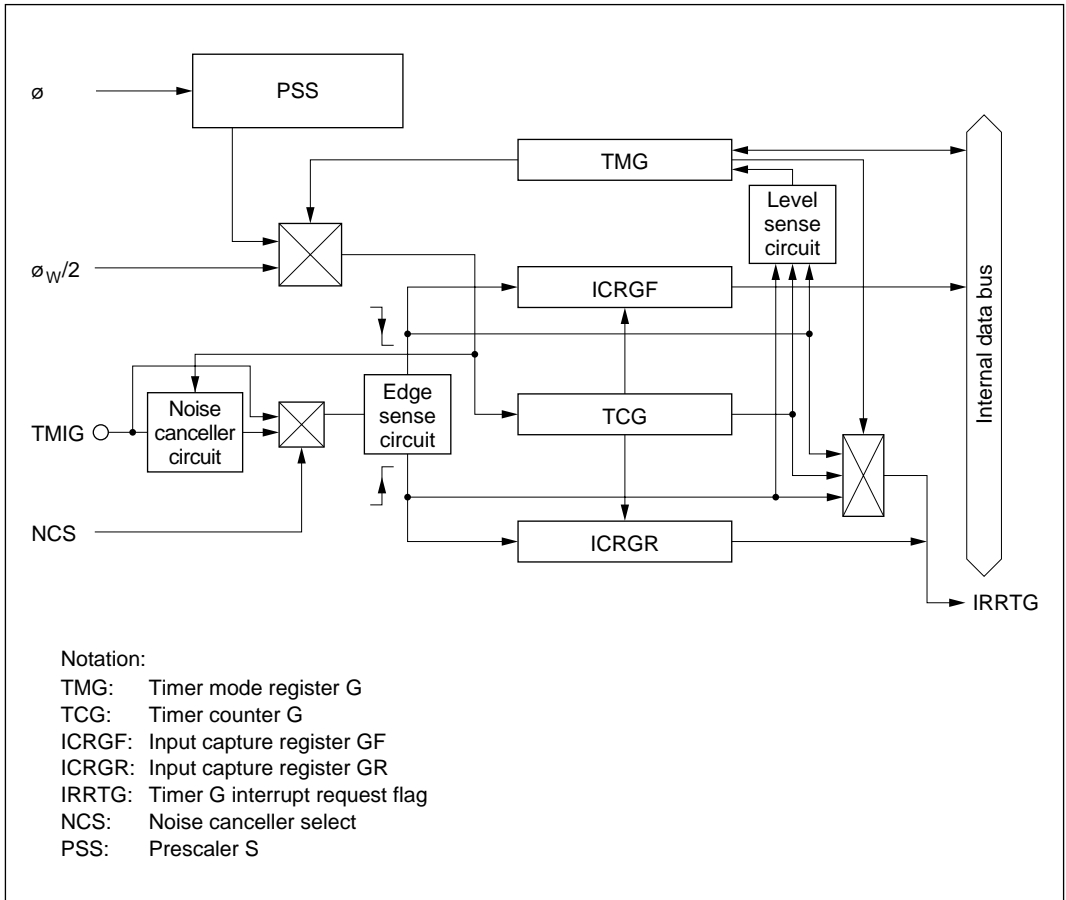 ø
PSS
TMG
Level
sense
circuit
ø W/2
ICRGF
Internal data bus
TMIG
Noise
canceller
circuit
Edge
sense
circuit
TCG
NCS
ICRGR
IRRTG
Notation:
TMG: Timer mode register G
TCG: Timer counter G
ICRGF: Input capture register GF
ICRGR: Input capture register GR
IRRTG: Timer G interrupt request flag
NCS: Noise canceller select
PSS: Prescaler S